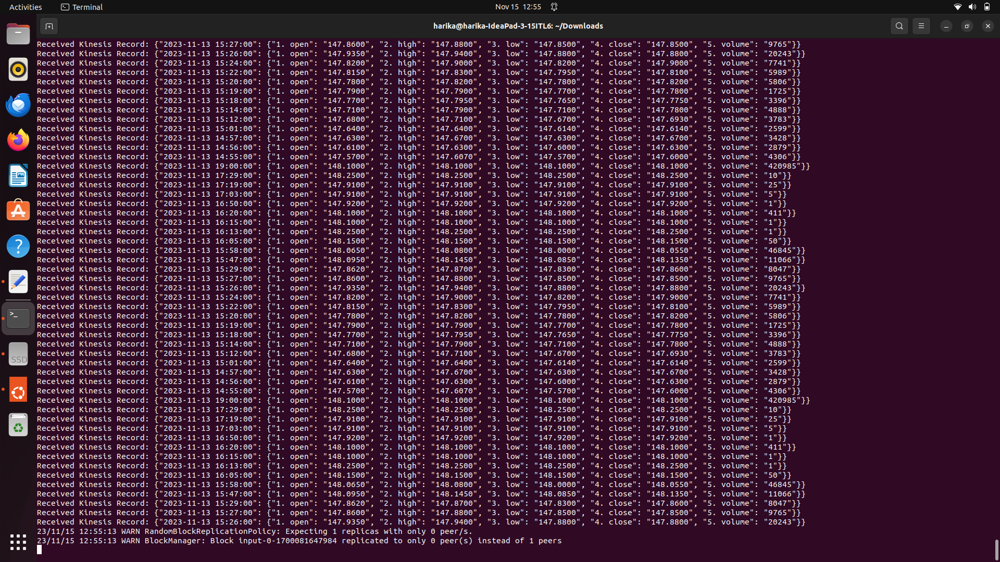 Activities
Terminal
Nov 15 12:55
harika@harika-IdeaPad-3-15ITL6: ~/Downloads
Received Kinesis Record: {"2023-11-13 15:27:00": {"1. open": "147.8600", "2. high": "147.8800", "3. low": "147.8500", "4. close": "147.8500", "5. volume": "9765"}}
Received Kinesis Record: {"2023-11-13 15:26:00": {"1. open": "147.9350", "2. high": "147.9400", "3. low": "147.8800", "4. close": "147.8800", "5. volume": "20243"}}
Received Kinesis Record: {"2023-11-13 15:24:00": {"1. open": "147.8200", "2. high": "147.9000", "3. low": "147.8200", "4. close": "147.9000", "5. volume": "7741"}}
Received Kinesis Record: {"2023-11-13 15:22:00": {"1. open": "147.8150", "2. high": "147.8300", "3. low": "147.7950", "4. close": "147.8100", "5. volume": "5989"}}
Received Kinesis Record: {"2023-11-13 15:20:00": {"1. open": "147.7800", "2. high": "147.8200", "3. low": "147.7800", "4. close": "147.8200", "5. volume": "5806"}}
Received Kinesis Record: {"2023-11-13 15:19:00": {"1. open": "147.7900", "2. high": "147.7900", "3. low": "147.7700", "4. close": "147.7800", "5. volume": "1725"}}
Received Kinesis Record: {"2023-11-13 15:18:00": {"1. open": "147.7700", "2. high": "147.7950", "3. low": "147.7650", "4. close": "147.7750", "5. volume": "3396"}}
Received Kinesis Record: {"2023-11-13 15:14:00": {"1. open": "147.7100", "2. high": "147.7900", "3. low": "147.7100", "4. close": "147.7800", "5. volume": "4888"}}
Received Kinesis Record: {"2023-11-13 15:12:00": {"1. open": "147.6800", "2. high": "147.7100", "3. low": "147.6700", "4. close": "147.6930", "5. volume": "3783"}}
Received Kinesis Record: {"2023-11-13 15:01:00": {"1. open": "147.6400", "2. high": "147.6400", "3. low": "147.6140", "4. close": "147.6140", "5. volume": "2599"}}
Received Kinesis Record: {"2023-11-13 14:57:00": {"1. open": "147.6300", "2. high": "147.6700", "3. low": "147.6300", "4. close": "147.6700", "5. volume": "3428"}}
Received Kinesis Record: {"2023-11-13 14:56:00": {"1. open": "147.6100", "2. high": "147.6300", "3. low": "147.6000", "4. close": "147.6300", "5. volume": "2879"}}
Received Kinesis Record: {"2023-11-13 14:55:00": {"1. open": "147.5700", "2. high": "147.6070", "3. low": "147.5700", "4. close": "147.6000", "5. volume": "4306"}}
Received Kinesis Record: {"2023-11-13 19:00:00": {"1. open": "148.1000", "2. high": "148.1000", "3. low": "148.1000", "4. close": "148.1000", "5. volume": "420985"}}
Received Kinesis Record: {"2023-11-13 17:29:00": {"1. open": "148.2500", "2. high": "148.2500", "3. low": "148.2500", "4. close": "148.2500", "5. volume": "10"}}
Received Kinesis Record: {"2023-11-13 17:19:00": {"1. open": "147.9100", "2. high": "147.9100", "3. low": "147.9100", "4. close": "147.9100", "5. volume": "25"}}
Received Kinesis Record: {"2023-11-13 17:03:00": {"1. open": "147.9100", "2. high": "147.9100", "3. low": "147.9100", "4. close": "147.9100", "5. volume": "5"}}
Received Kinesis Record: {"2023-11-13 16:50:00": {"1. open": "147.9200", "2. high": "147.9200", "3. low": "147.9200", "4. close": "147.9200", "5. volume": "1"}}
Received Kinesis Record: {"2023-11-13 16:20:00": {"1. open": "148.1000", "2. high": "148.1000", "3. low": "148.1000", "4. close": "148.1000", "5. volume": "411"}}
Received Kinesis Record: {"2023-11-13 16:15:00": {"1. open": "148.1000", "2. high": "148.1000", "3. low": "148.1000", "4. close": "148.1000", "5. volume": "1"}}
Received Kinesis Record: {"2023-11-13 16:13:00": {"1. open": "148.2500", "2. high": "148.2500", "3. low": "148.2500", "4. close": "148.2500", "5. volume": "1"}}
Received Kinesis Record: {"2023-11-13 16:05:00": {"1. open": "148.1500", "2. high": "148.1500", "3. low": "148.1500", "4. close": "148.1500", "5. volume": "50"}}
Received Kinesis Record: {"2023-11-13 15:58:00": {"1. open": "148.0650", "2. high": "148.0800", "3. low": "148.0000", "4. close": "148.0550", "5. volume": "46845"}}
Received Kinesis Record: {"2023-11-13 15:47:00": {"1. open": "148.0950", "2. high": "148.1450", "3. low": "148.0850", "4. close": "148.1350", "5. volume": "11066"}}
Received Kinesis Record: {"2023-11-13 15:29:00": {"1. open": "147.8620", "2. high": "147.8700", "3. low": "147.8300", "4. close": "147.8600", "5. volume": "8047"}}
Received Kinesis Record: {"2023-11-13 15:27:00": {"1. open": "147.8600", "2. high": "147.8800", "3. low": "147.8500", "4. close": "147.8500", "5. volume": "9765"}}
Received Kinesis Record: {"2023-11-13 15:26:00": {"1. open": "147.9350", "2. high": "147.9400", "3. low": "147.8800", "4. close": "147.8800", "5. volume": "20243"}}
Received Kinesis Record: {"2023-11-13 15:24:00": {"1. open": "147.8200", "2. high": "147.9000", "3. low": "147.8200", "4. close": "147.9000", "5. volume": "7741"}}
Received Kinesis Record: {"2023-11-13 15:22:00": {"1. open": "147.8150", "2. high": "147.8300", "3. low": "147.7950", "4. close": "147.8100", "5. volume": "5989"}}
Received Kinesis Record: {"2023-11-13 15:20:00": {"1. open": "147.7800", "2. high": "147.8200", "3. low": "147.7800", "4. close": "147.8200", "5. volume": "5806"}}
Received Kinesis Record: {"2023-11-13 15:19:00": {"1. open": "147.7900", "2. high": "147.7900", "3. low": "147.7700", "4. close": "147.7800", "5. volume": "1725"}}
Received Kinesis Record: {"2023-11-13 15:18:00": {"1. open": "147.7700", "2. high": "147.7950", "3. low": "147.7650", "4. close": "147.7750", "5. volume": "3396"}}
Received Kinesis Record: {"2023-11-13 15:14:00": {"1. open": "147.7100", "2. high": "147.7900", "3. low": "147.7100", "4. close": "147.7800", "5. volume": "4888"}}
Received Kinesis Record: {"2023-11-13 15:12:00": {"1. open": "147.6800", "2. high": "147.7100", "3. low": "147.6700", "4. close": "147.6930", "5. volume": "3783"}}
Received Kinesis Record: {"2023-11-13 15:01:00": {"1. open": "147.6400", "2. high": "147.6400", "3. low": "147.6140", "4. close": "147.6140", "5. volume": "2599"}}
Received Kinesis Record: {"2023-11-13 14:57:00": {"1. open": "147.6300", "2. high": "147.6700", "3. low": "147.6300", "4. close": "147.6700", "5. volume": "3428"}}
Received Kinesis Record: {"2023-11-13 14:56:00": {"1. open": "147.6100", "2. high": "147.6300", "3. low": "147.6000", "4. close": "147.6300", "5. volume": "2879"}}
Received Kinesis Record: {"2023-11-13 14:55:00": {"1. open": "147.5700", "2. high": "147.6070", "3. low": "147.5700", "4. close": "147.6000", "5. volume": "4306"}}
Received Kinesis Record: {"2023-11-13 19:00:00": {"1. open": "148.1000", "2. high": "148.1000", "3. low": "148.1000", "4. close": "148.1000", "5. volume": "420985"}}
Received Kinesis Record: {"2023-11-13 17:29:00": {"1. open": "148.2500", "2. high": "148.2500", "3. low": "148.2500", "4. close": "148.2500", "5. volume": "10"}}
Received Kinesis Record: {"2023-11-13 17:19:00": {"1. open": "147.9100", "2. high": "147.9100", "3. low": "147.9100", "4. close": "147.9100", "5. volume": "25"}}
Received Kinesis Record: {"2023-11-13 17:03:00": {"1. open": "147.9100", "2. high": "147.9100", "3. low": "147.9100", "4. close": "147.9100", "5. volume": "5"}}
Received Kinesis Record: {"2023-11-13 16:50:00": {"1. open": "147.9200", "2. high": "147.9200", "3. low": "147.9200", "4. close": "147.9200", "5. volume": "1"}}
Received Kinesis Record: {"2023-11-13 16:20:00": {"1. open": "148.1000", "2. high": "148.1000", "3. low": "148.1000", "4. close": "148.1000", "5. volume": "411"}}
Received Kinesis Record: {"2023-11-13 16:15:00": {"1. open": "148.1000", "2. high": "148.1000", "3. low": "148.1000", "4. close": "148.1000", "5. volume": "1"}}
Received Kinesis Record: {"2023-11-13 16:13:00": {"1. open": "148.2500", "2. high": "148.2500", "3. low": "148.2500", "4. close": "148.2500", "5. volume": "1"}}
Received Kinesis Record: {"2023-11-13 16:05:00": {"1. open": "148.1500", "2. high": "148.1500", "3. low": "148.1500", "4. close": "148.1500", "5. volume": "50"}}
Received Kinesis Record: {"2023-11-13 15:58:00": {"1. open": "148.0650", "2. high": "148.0800", "3. low": "148.0000", "4. close": "148.0550", "5. volume": "46845"}}
Received Kinesis Record: {"2023-11-13 15:47:00": {"1. open": "148.0950", "2. high": "148.1450", "3. low": "148.0850", "4. close": "148.1350", "5. volume": "11066"}}
Received Kinesis Record: {"2023-11-13 15:29:00": {"1. open": "147.8620", "2. high": "147.8700", "3. low": "147.8300", "4. close": "147.8600", "5. volume": "8047"}}
Received Kinesis Record: {"2023-11-13 15:27:00": {"1. open": "147.8600", "2. high": "147.8800", "3. low": "147.8500", "4. close": "147.8500", "5. volume": "9765"}}
Received Kinesis Record: {"2023-11-13 15:26:00": {"1. open": "147.9350", "2. high": "147.9400", "3. low": "147.8800", "4. close": "147.8800", "5. volume": "20243"}}
23/11/15 12:55:13 WARN RandomBlockReplicationPolicy: Expecting 1 replicas with only 0 peer/s.
23/11/15 12:55:13 WARN BlockManager: Block input-0-1700081647984 replicated to only 0 peer(s) instead of 1 peers
SSD